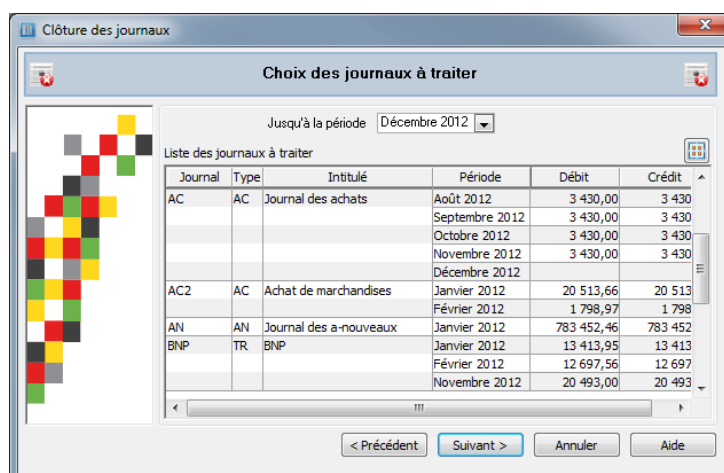 Clôture des journaux
Choix des journaux à traiter
Jusqu'à la période Décembre 2012
Liste des journaux à traiter
Journal Type Intitulé Période Débit Crédit
AC AC Journal des achats Août 2012 3 430,00 3 430
Septembre 2012 3 430,00 3 430
Octobre 2012 3 430,00 3 430
Novembre 2012 3 430,00 3 430
Décembre 2012
AC2 AC Achat de marchandises Janvier 2012 20 513,66 20 513
Février 2012 1 798,97 1 798
AN AN Journal des a-nouveaux Janvier 2012 783 452,46 783 452
BNP TR BNP Janvier 2012 13 413,95 13 413
Février 2012 12 697,56 12 697
Novembre 2012 20 493,00 20 493
< Précédent Suivant > Annuler Aide